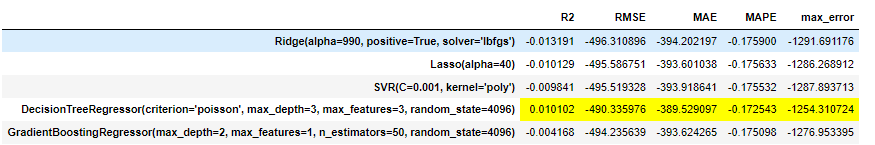 R2 RMSE MAE MAPE max_error
Ridge(alpha=990, positive=True, solver='lbfgs') -0.013191 -496.310896 -394.202197 -0.175900 -1291.691176
Lasso(alpha=40) -0.010129 -495.586751 -393.601038 -0.175633 -1286.268912
SVR(C=0.001, kernel='poly') -0.009841 -495.519328 -393.918641 -0.175532 -1287.893713
DecisionTreeRegressor(criterion='poisson', max_depth=3, max_features=3, random_state=4096) 0.010102 -490.335976 -389.529097 -0.172543 -1254.310724
GradientBoostingRegressor(max_depth=2, max_features=1, n_estimators=50, random_state=4096) -0.004168 -494.235639 -393.624265 -0.175098 -1276.953395